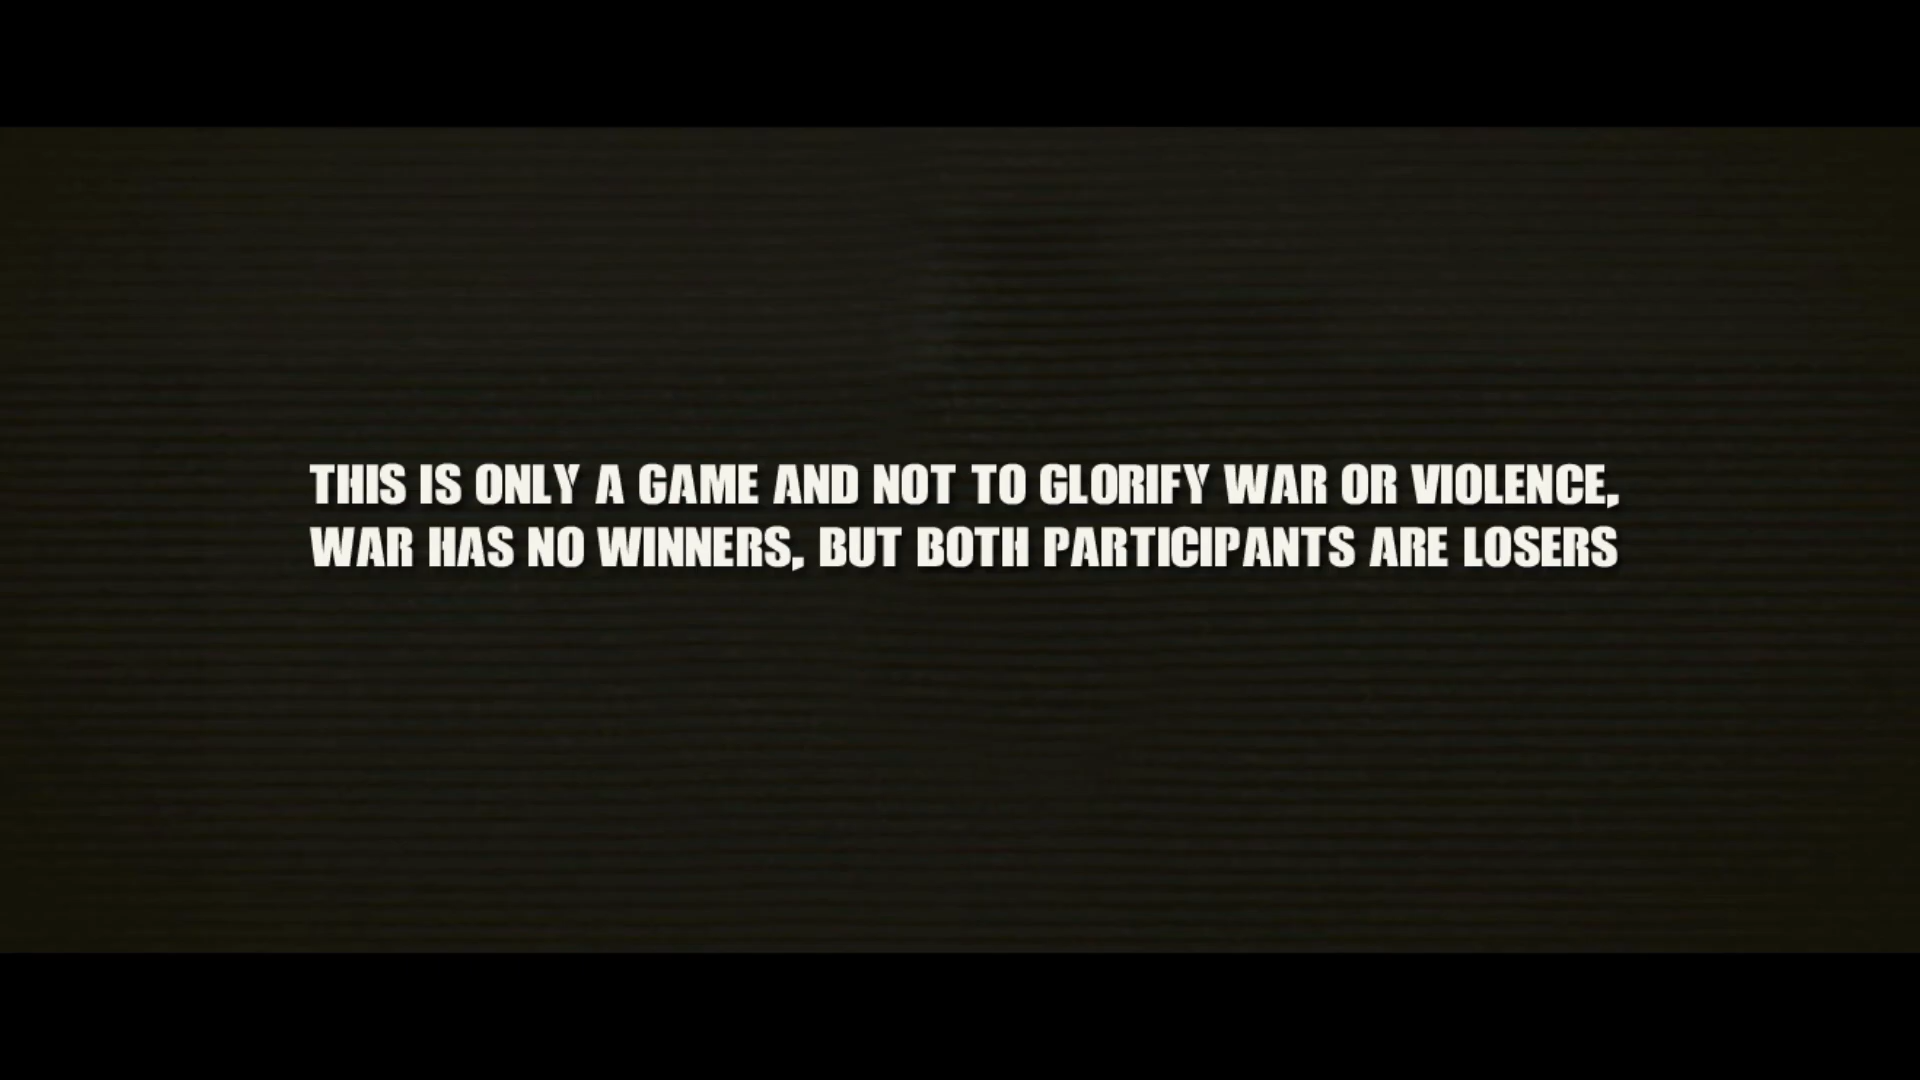 THIS IS ONLY A GAME AND NOT TO GLORIFY WAR OR VIOLENCE,
WAR HAS NO WINNERS, BUT BOTH PARTICIPANTS ARE LOSERS